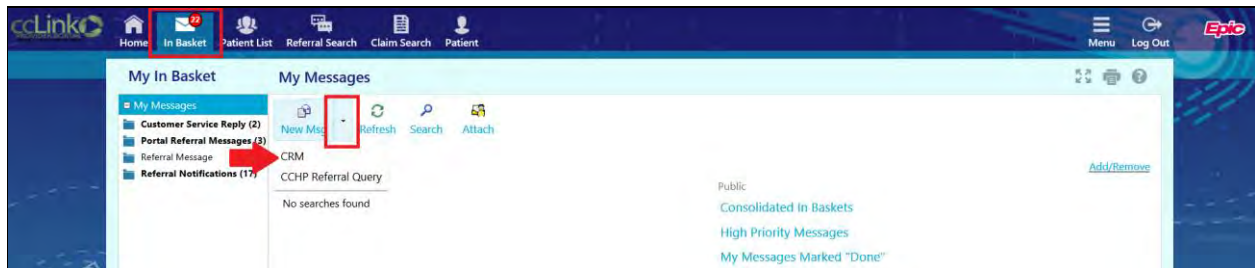 ccLink
PROVIDER PORTAL
Home
22
In Basket
Patient List
Referral Search
Claim Search
Patient
Menu
Log Out
Epic
My In Basket
My Messages
My Messages
Customer Service Reply (2)
Portal Referral Messages (3)
Referral Message
Referral Notifications (17)
New Msg
Refresh
Search
Attach
CRM
CCHP Referral Query
No searches found
Add/Remove
Public
Consolidated In Baskets
High Priority Messages
My Messages Marked "Done"